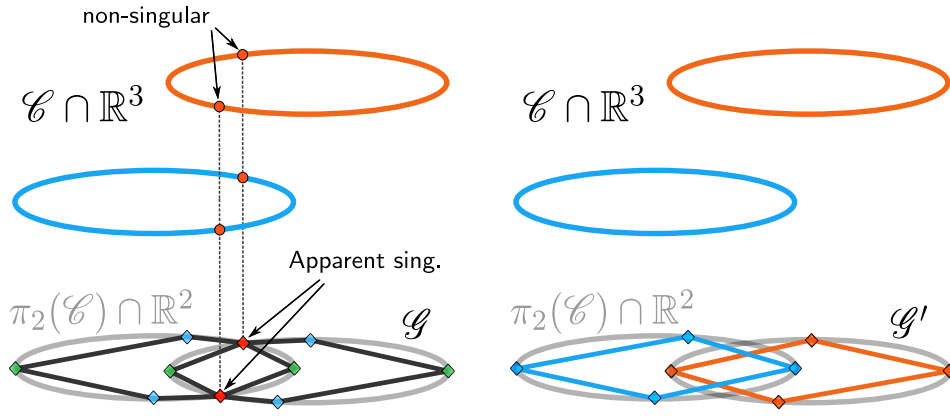 non-singular
𝒞 ∩ ℝ³
𝒞 ∩ ℝ³
Apparent sing.
π₂(𝒞) ∩ ℝ²
𝒢
π₂(𝒞) ∩ ℝ²
𝒢′